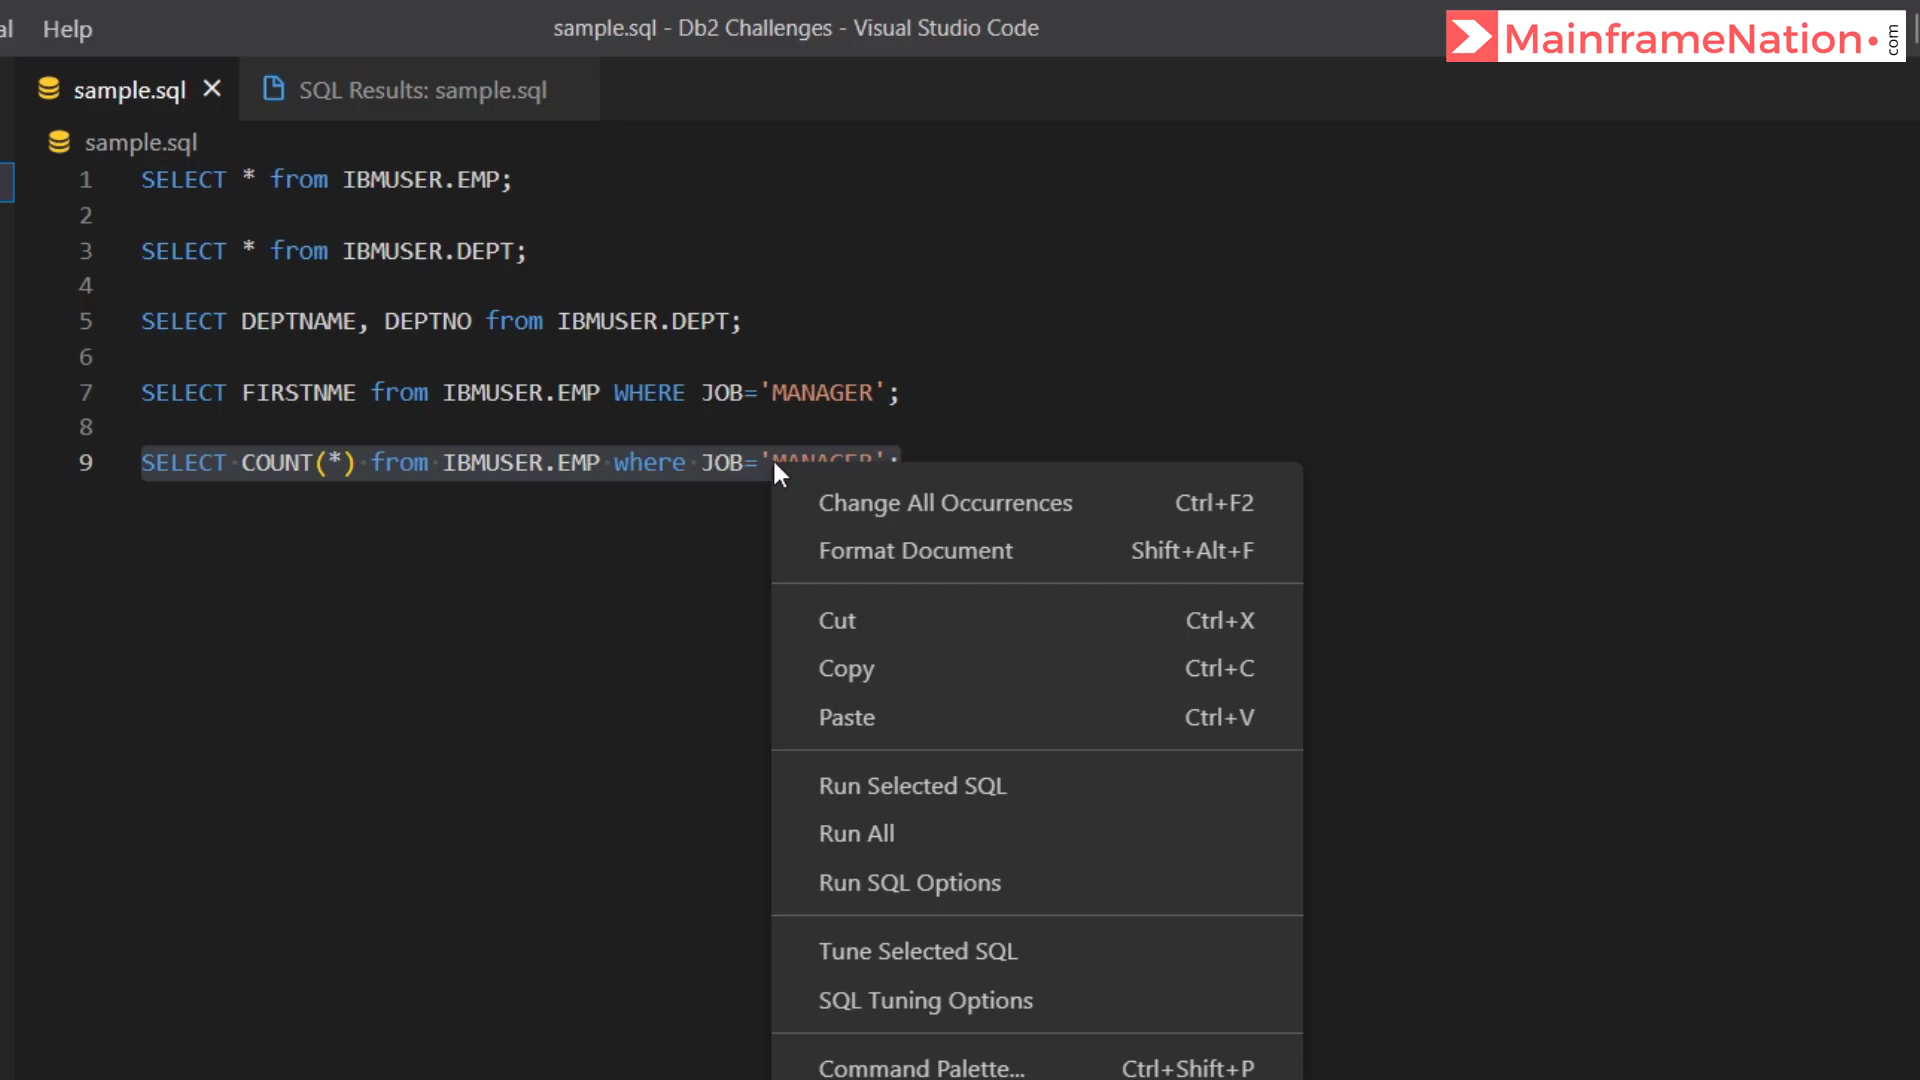 al Help sample.sql - Db2 Challenges - Visual Studio Code MainframeNation.com
sample.sql SQL Results: sample.sql
sample.sql
1 SELECT * from IBMUSER.EMP;
2
3 SELECT * from IBMUSER.DEPT;
4
5 SELECT DEPTNAME, DEPTNO from IBMUSER.DEPT;
6
7 SELECT FIRSTNME from IBMUSER.EMP WHERE JOB='MANAGER';
8
9 SELECT COUNT(*) from IBMUSER.EMP where JOB='MANAGER';
Change All Occurrences Ctrl+F2
Format Document Shift+Alt+F
Cut Ctrl+X
Copy Ctrl+C
Paste Ctrl+V
Run Selected SQL
Run All
Run SQL Options
Tune Selected SQL
SQL Tuning Options
Command Palette... Ctrl+Shift+P